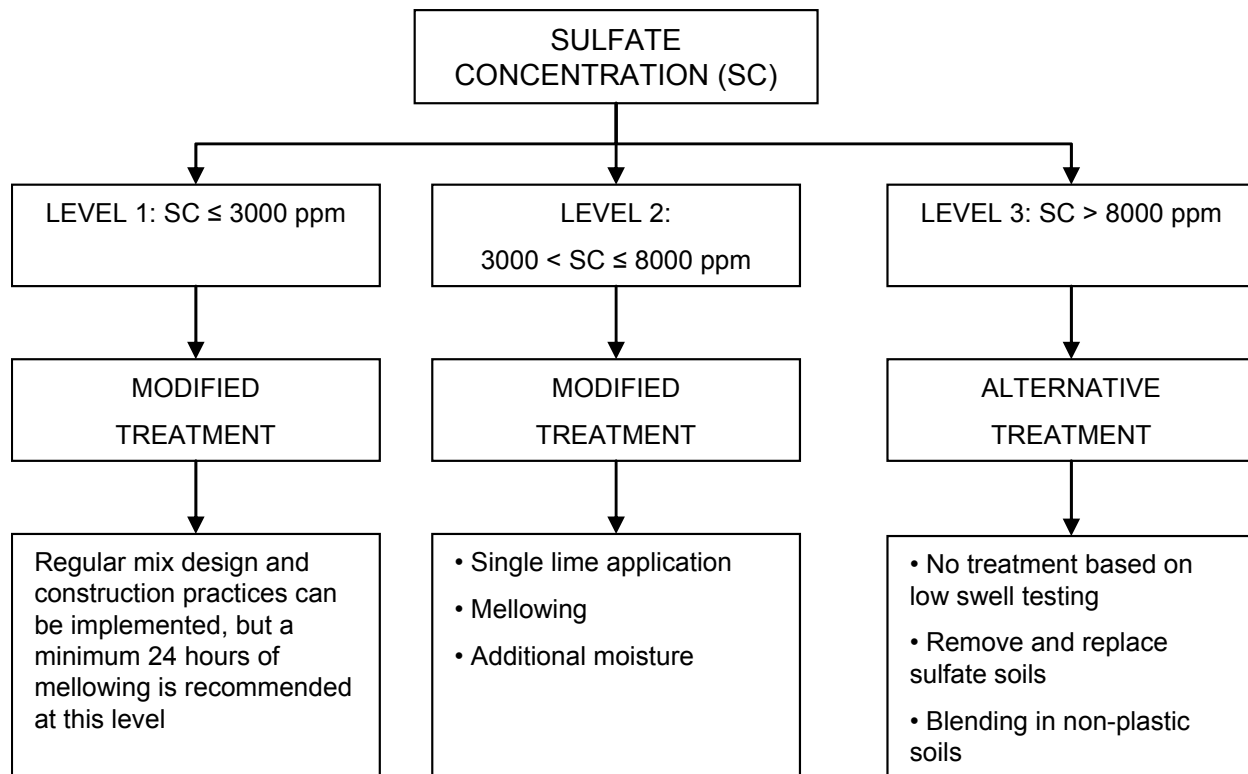 SULFATE
CONCENTRATION (SC)
LEVEL 1: SC ≤ 3000 ppm
LEVEL 2:
3000 < SC ≤ 8000 ppm
LEVEL 3: SC > 8000 ppm
MODIFIED
TREATMENT
MODIFIED
TREATMENT
ALTERNATIVE
TREATMENT
Regular mix design and
construction practices can
be implemented, but a
minimum 24 hours of
mellowing is recommended
at this level
• Single lime application
• Mellowing
• Additional moisture
• No treatment based on
low swell testing
• Remove and replace
sulfate soils
• Blending in non-plastic
soils